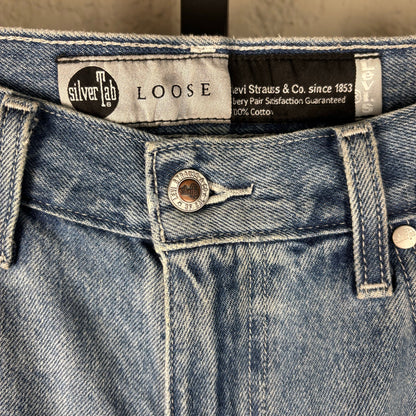 silverTab
®
LOOSE
Levi Strauss & Co. since 1853
Every Pair Satisfaction Guaranteed
100% Cotton
Levi's